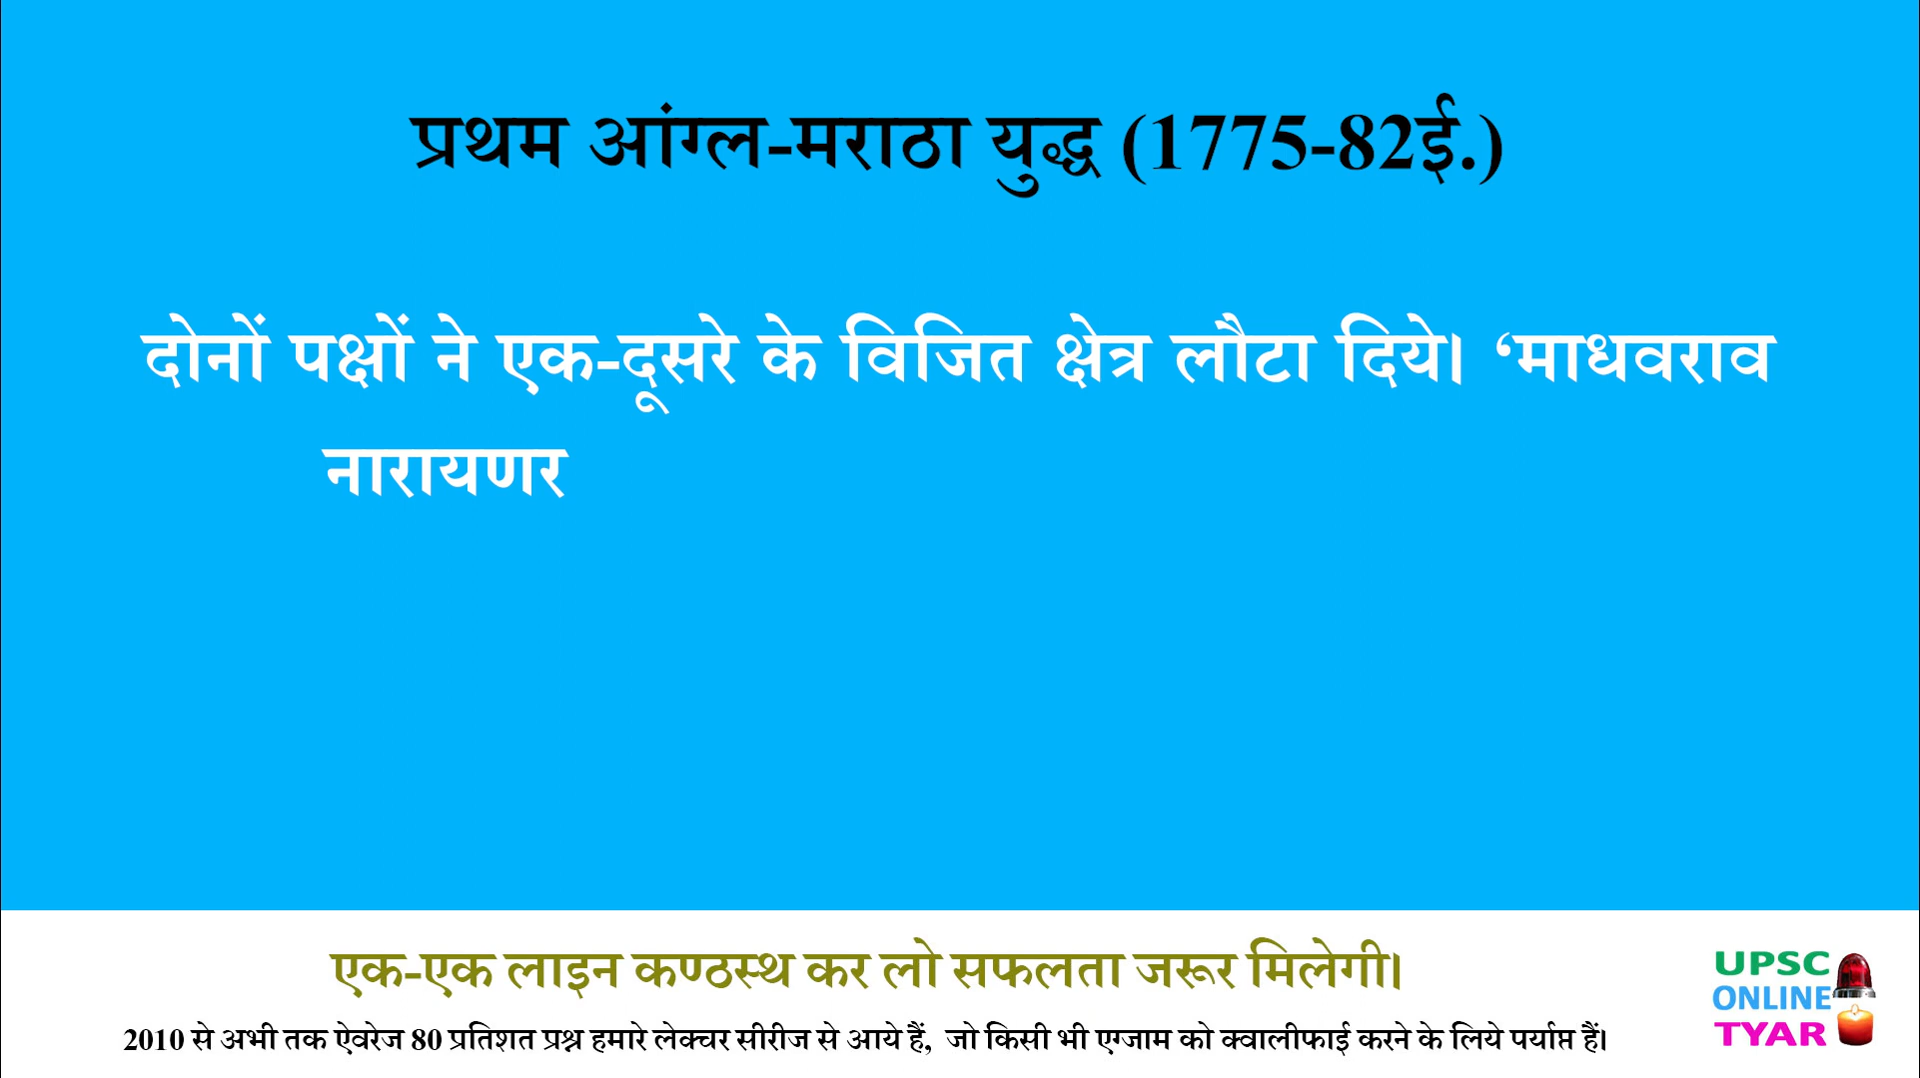 प्रथम आंग्ल-मराठा युद्ध (1775-82ई.)
दोनों पक्षों ने एक-दूसरे के विजित क्षेत्र लौटा दिये। ‘माधवराव
नारायणर
एक-एक लाइन कण्ठस्थ कर लो सफलता जरूर मिलेगी।
2010 से अभी तक ऐवरेज 80 प्रतिशत प्रश्न हमारे लेक्चर सीरीज से आये हैं, जो किसी भी एग्जाम को क्वालीफाई करने के लिये पर्याप्त हैं।
UPSC
ONLINE
TYAR